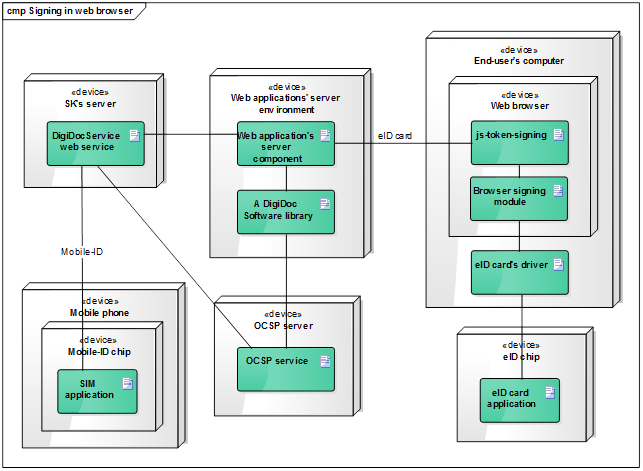 cmp Signing in web browser
«device»
SK's server
DigiDocService
web service
«device»
Web applications' server
environment
Web application's
server
component
A DigiDoc
Software library
eID card
«device»
End-user's computer
«device»
Web browser
js-token-signing
Browser signing
module
eID card's driver
Mobile-ID
«device»
Mobile phone
«device»
Mobile-ID chip
SIM
application
«device»
OCSP server
OCSP service
«device»
eID chip
eID card
application